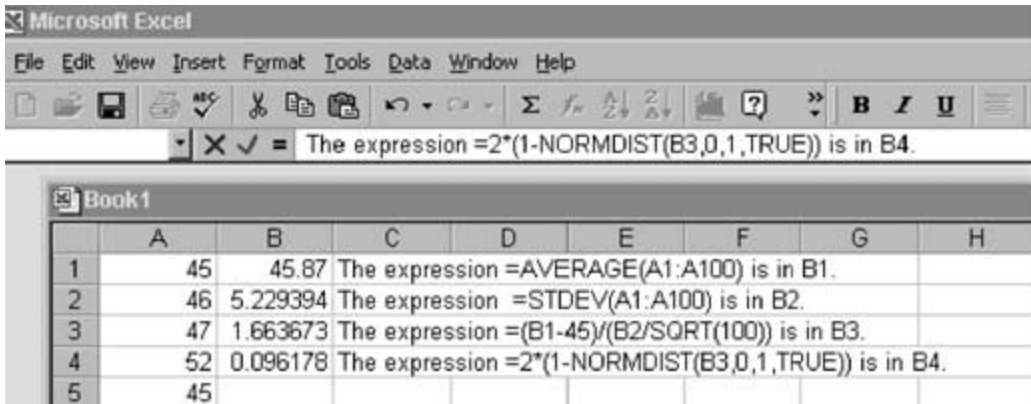 Microsoft Excel
File Edit View Insert Format Tools Data Window Help
ABC Σ fx A Z Z A ? » B I U
= The expression =2*(1-NORMDIST(B3,0,1,TRUE)) is in B4.
Book1
A B C D E F G H
1 45 45.87 The expression =AVERAGE(A1:A100) is in B1.
2 46 5.229394 The expression =STDEV(A1:A100) is in B2.
3 47 1.663673 The expression =(B1-45)/(B2/SQRT(100)) is in B3.
4 52 0.096178 The expression =2*(1-NORMDIST(B3,0,1,TRUE)) is in B4.
5 45